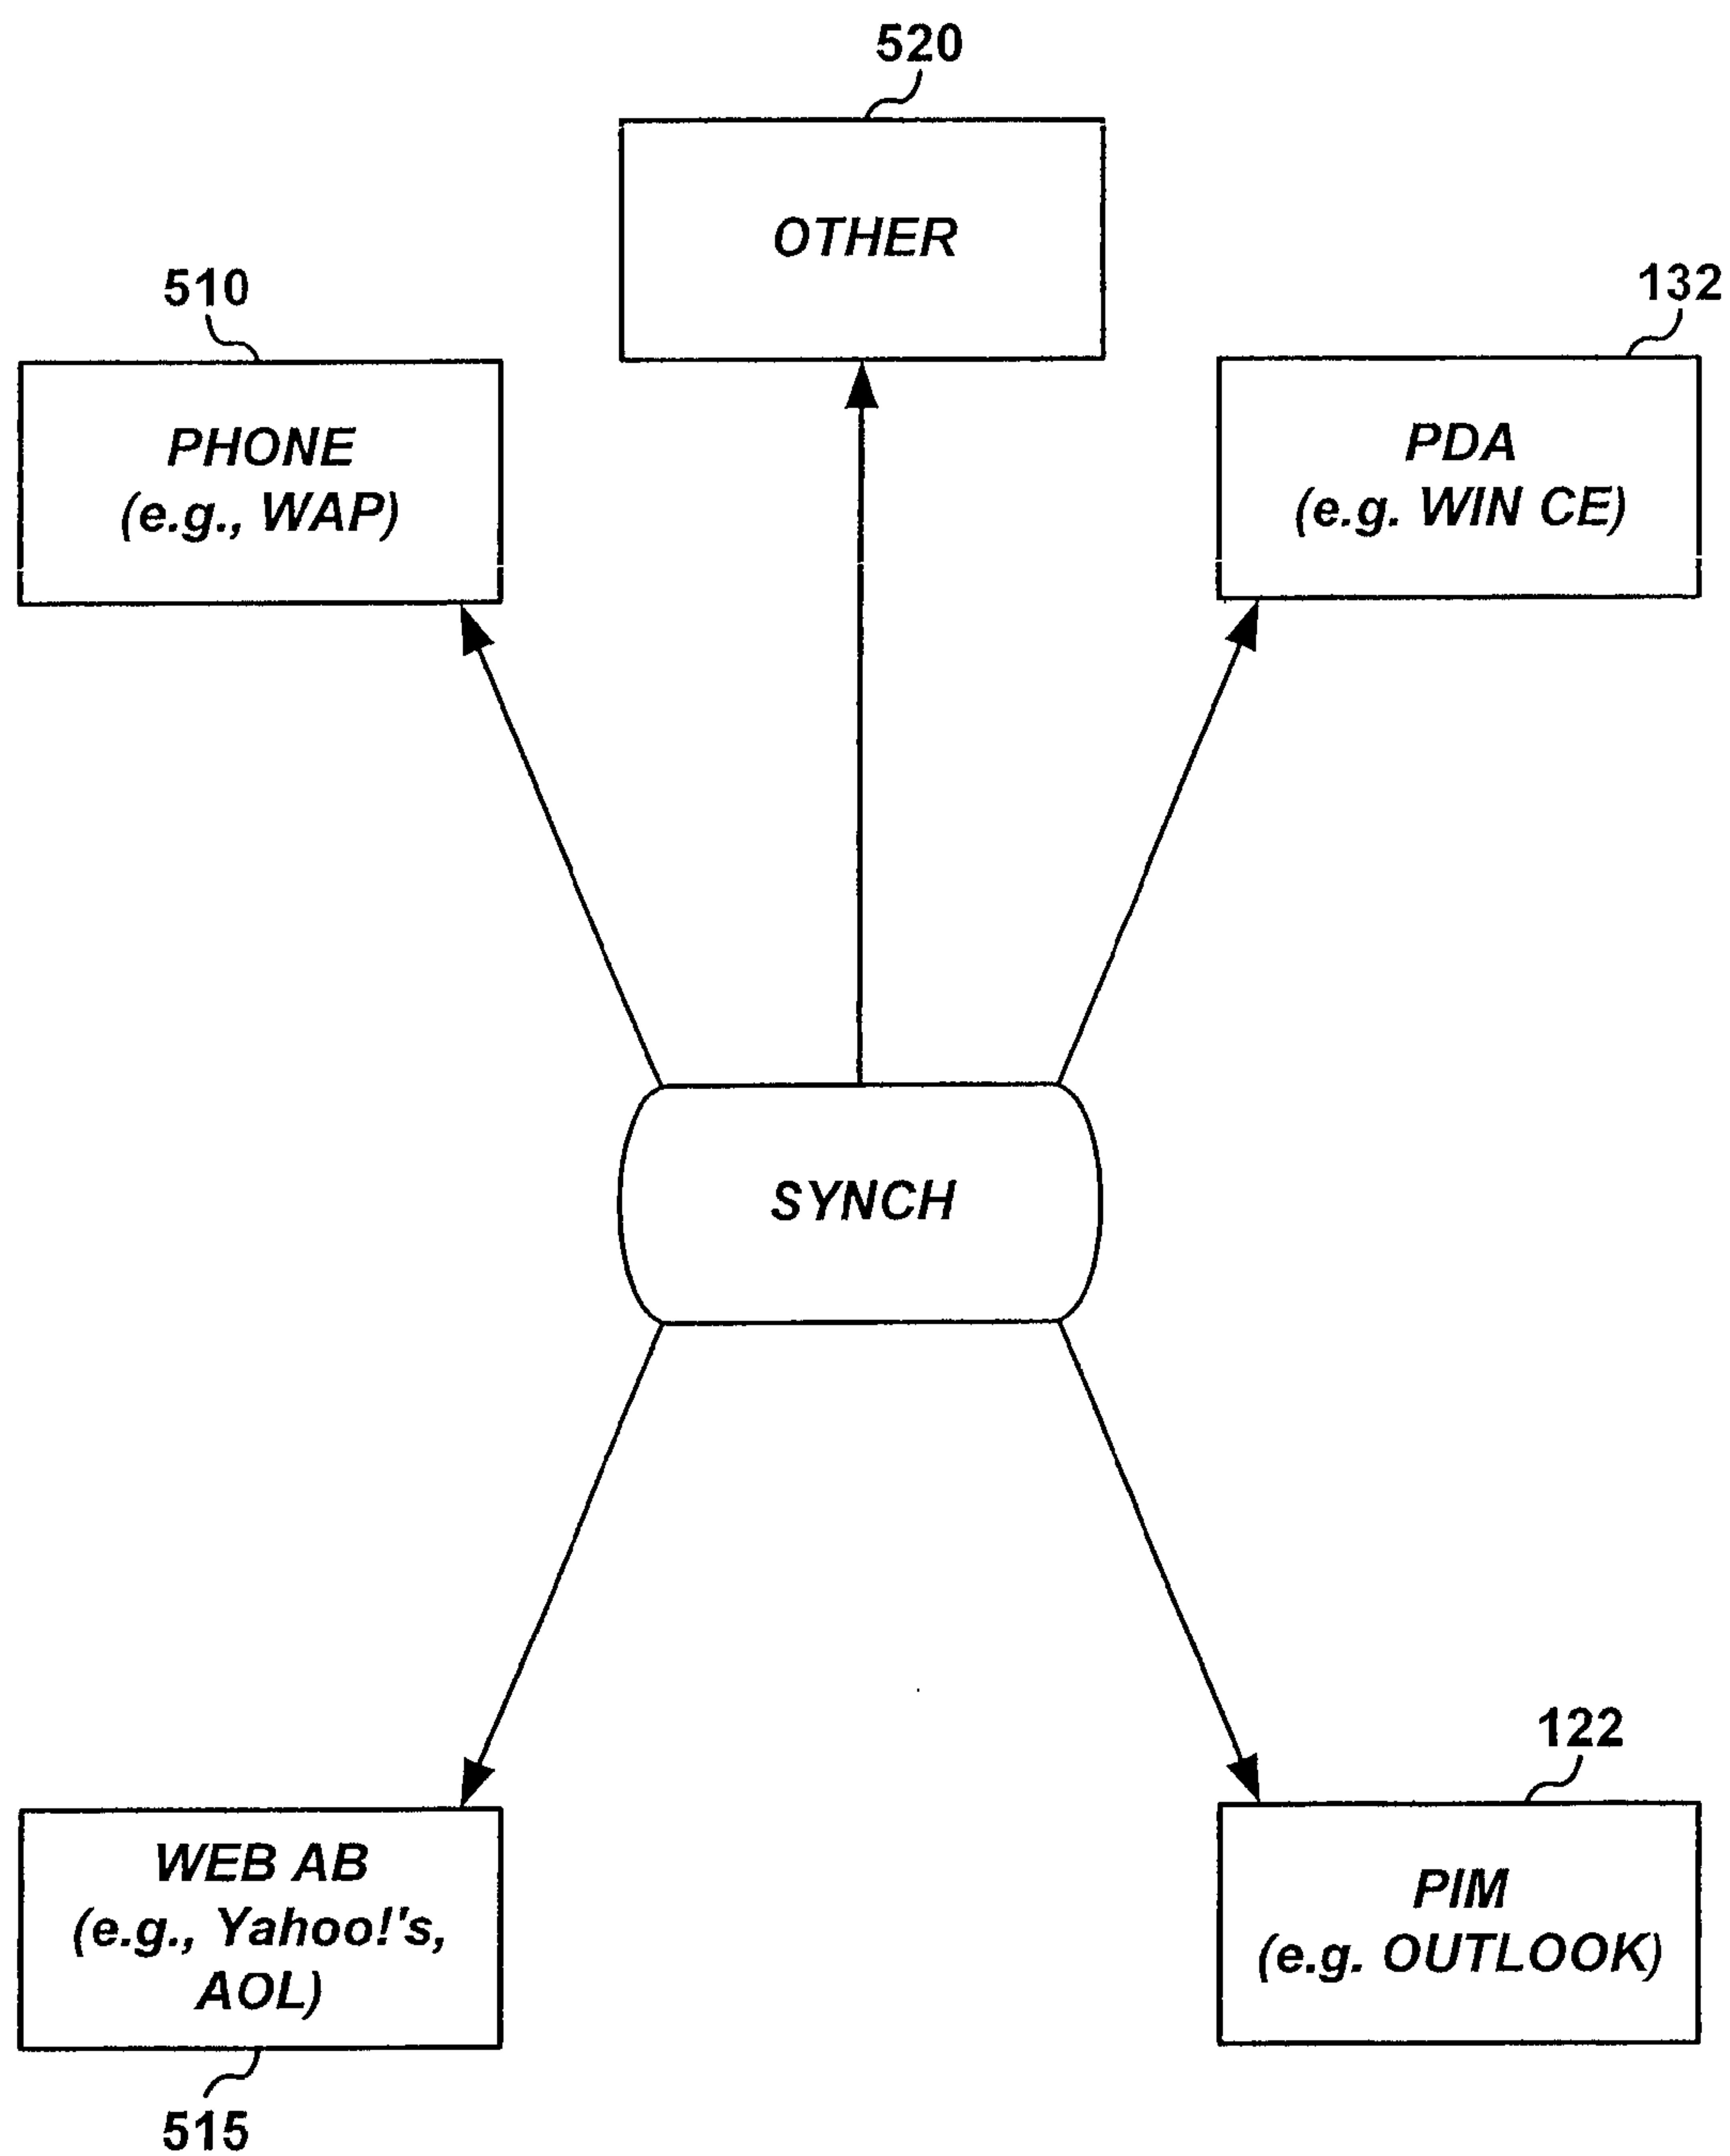 520
OTHER
510
PHONE
(e.g., WAP)
132
PDA
(e.g. WIN CE)
SYNCH
WEB AB
(e.g., Yahoo!'s,
AOL)
515
122
PIM
(e.g. OUTLOOK)